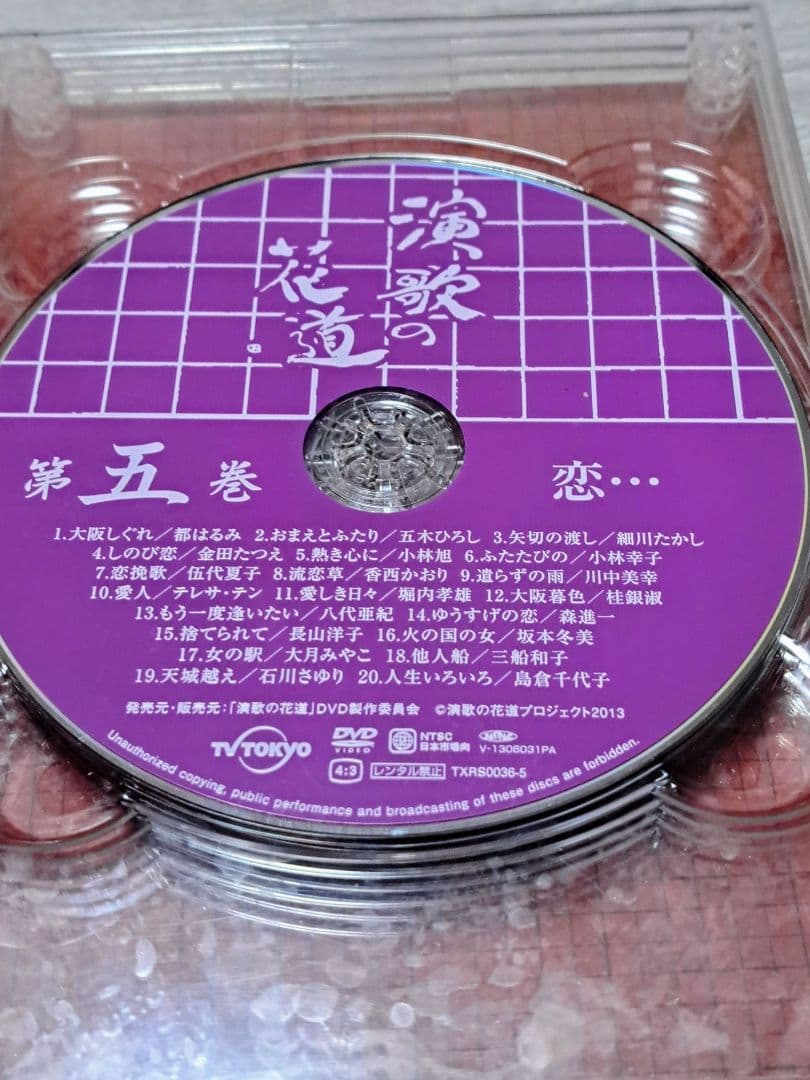 演歌の
花道
第五巻 恋…
1.大阪しぐれ／都はるみ 2.おまえとふたり／五木ひろし 3.矢切の渡し／細川たかし
4.しのび恋／金田たつえ 5.熱き心に／小林旭 6.ふたたびの／小林幸子
7.恋挽歌／伍代夏子 8.流恋草／香西かおり 9.遣らずの雨／川中美幸
10.愛人／テレサ・テン 11.愛しき日々／堀内孝雄 12.大阪暮色／桂銀淑
13.もう一度逢いたい／八代亜紀 14.ゆうすげの恋／森進一
15.捨てられて／長山洋子 16.火の国の女／坂本冬美
17.女の駅／大月みやこ 18.他人船／三船和子
19.天城越え／石川さゆり 20.人生いろいろ／島倉千代子
発売元・販売元：「演歌の花道」DVD製作委員会 ©演歌の花道プロジェクト2013
TV TOKYO DVD VIDEO NTSC 日本市場向 V-1306031PA
4:3 レンタル禁止 TXRS0036-5
Unauthorized copying, public performance and broadcasting of these discs are forbidden.